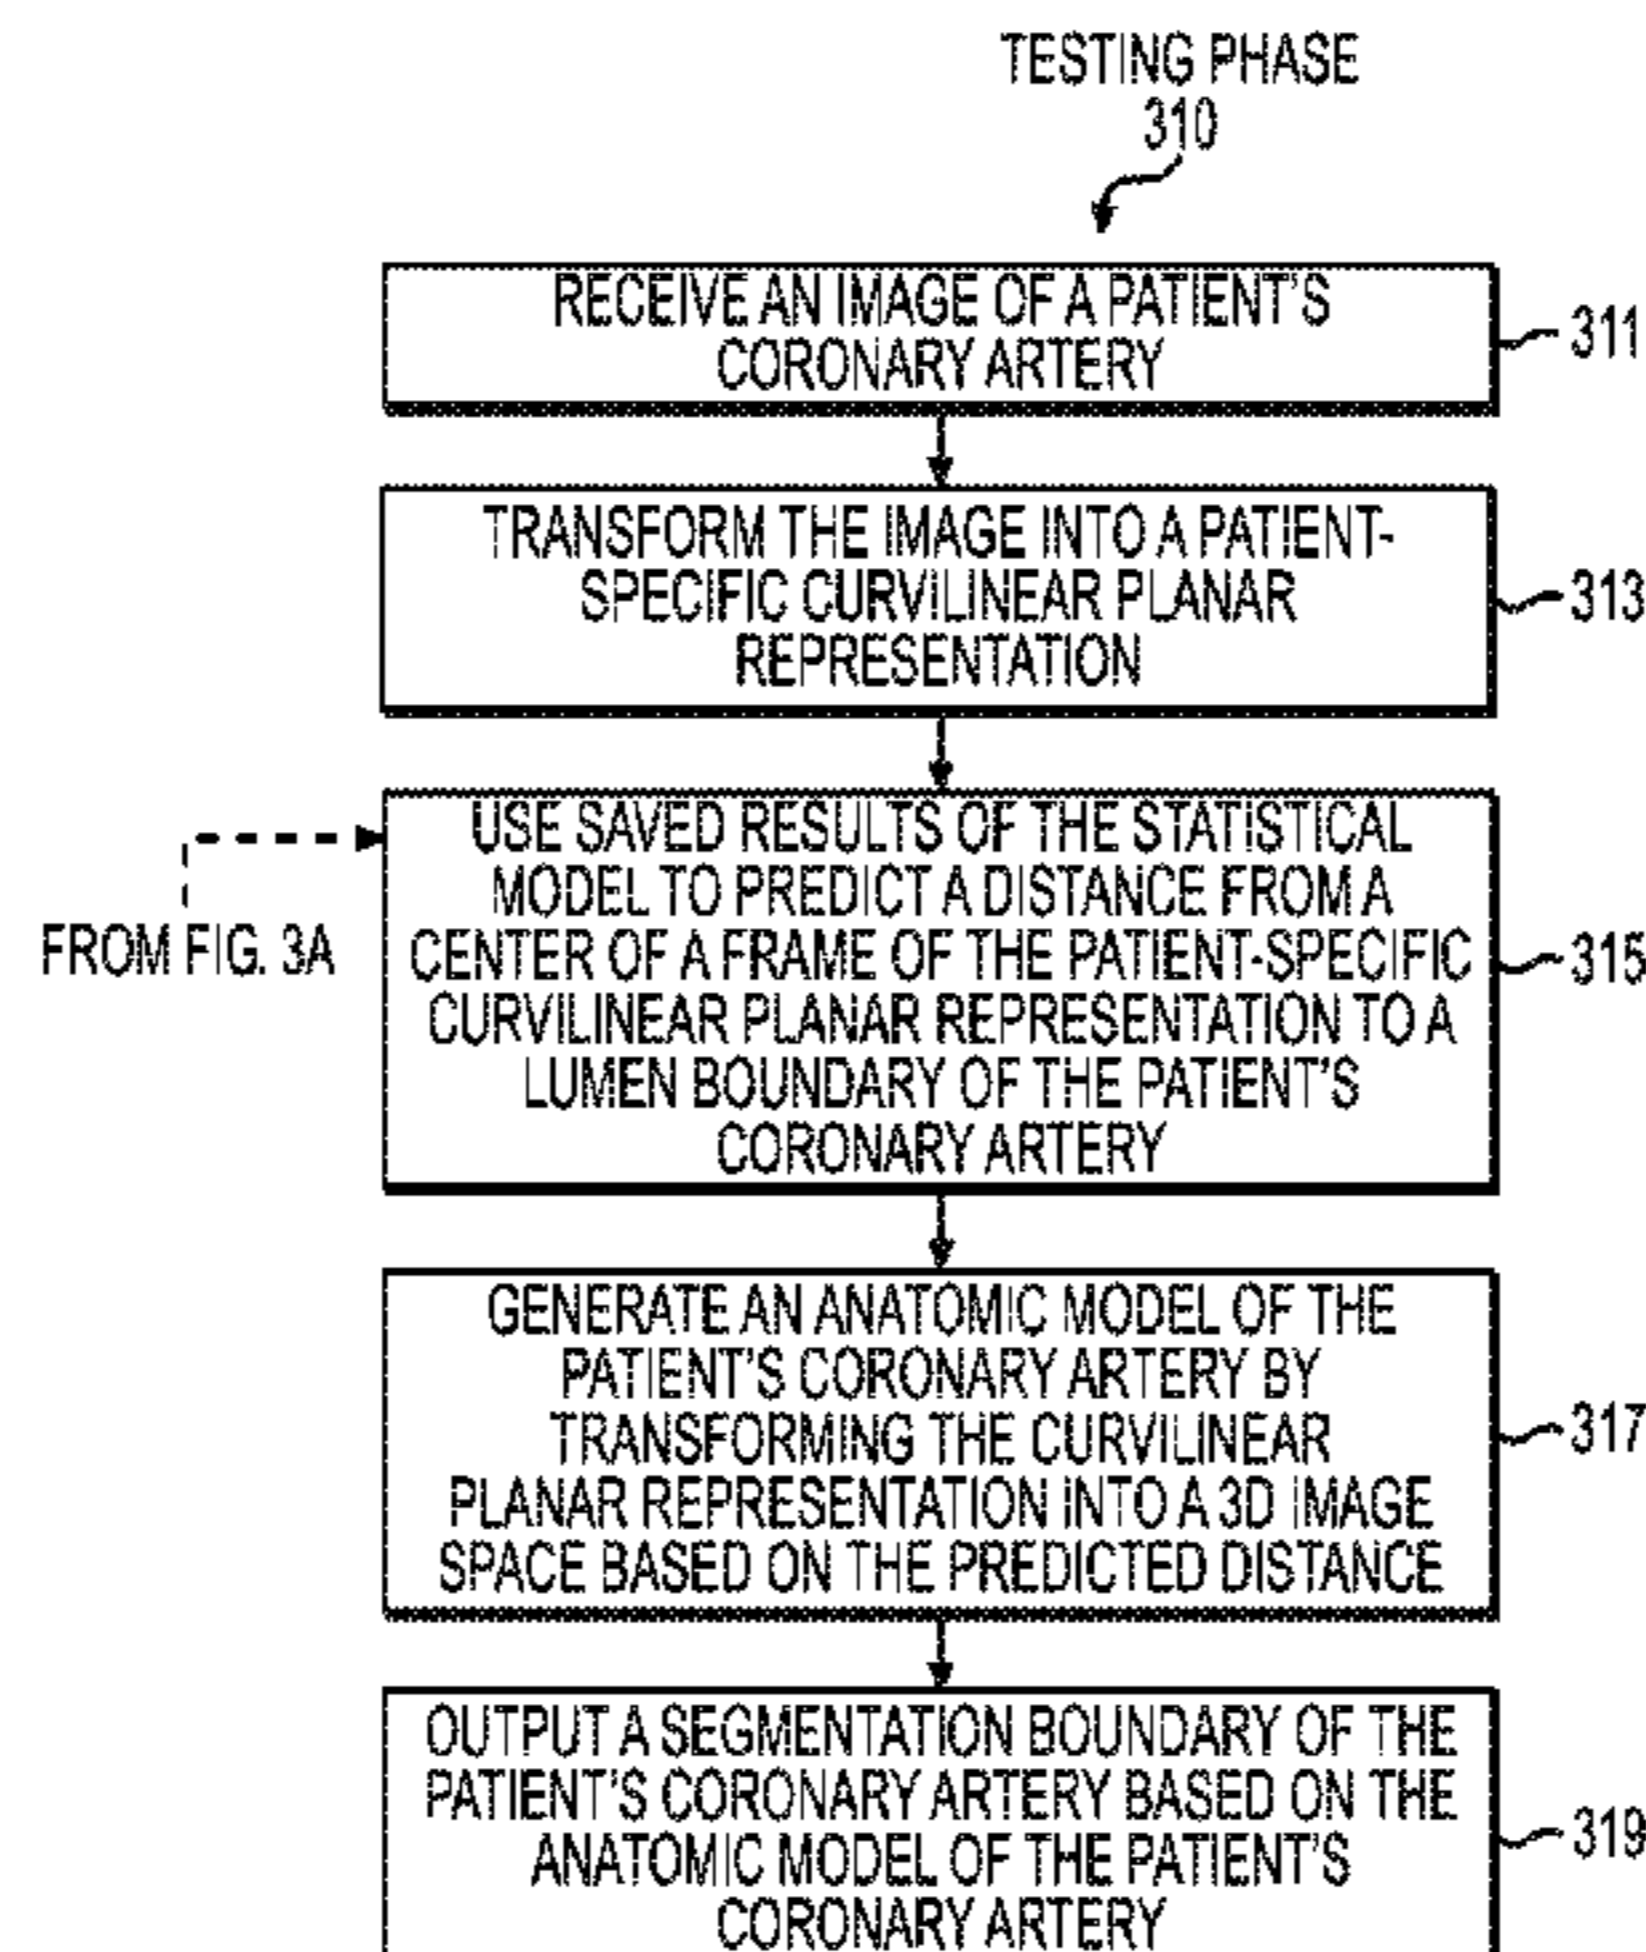 TESTING PHASE
310
RECEIVE AN IMAGE OF A PATIENT'S
CORONARY ARTERY
311
TRANSFORM THE IMAGE INTO A PATIENT-
SPECIFIC CURVILINEAR PLANAR
REPRESENTATION
313
USE SAVED RESULTS OF THE STATISTICAL
MODEL TO PREDICT A DISTANCE FROM A
CENTER OF A FRAME OF THE PATIENT-SPECIFIC
CURVILINEAR PLANAR REPRESENTATION TO A
LUMEN BOUNDARY OF THE PATIENT'S
CORONARY ARTERY
315
FROM FIG. 3A
GENERATE AN ANATOMIC MODEL OF THE
PATIENT'S CORONARY ARTERY BY
TRANSFORMING THE CURVILINEAR
PLANAR REPRESENTATION INTO A 3D IMAGE
SPACE BASED ON THE PREDICTED DISTANCE
317
OUTPUT A SEGMENTATION BOUNDARY OF THE
PATIENT'S CORONARY ARTERY BASED ON THE
ANATOMIC MODEL OF THE PATIENT'S
CORONARY ARTERY
319